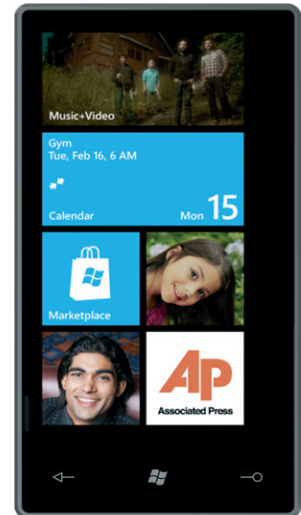 Music+Video
Gym
Tue, Feb 16, 6 AM
Calendar
Mon 15
Marketplace
AP
Associated Press